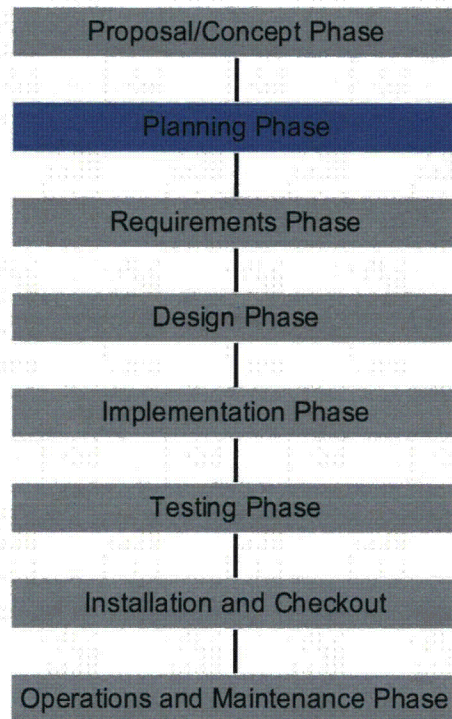 Proposal/Concept Phase
Planning Phase
Requirements Phase
Design Phase
Implementation Phase
Testing Phase
Installation and Checkout
Operations and Maintenance Phase